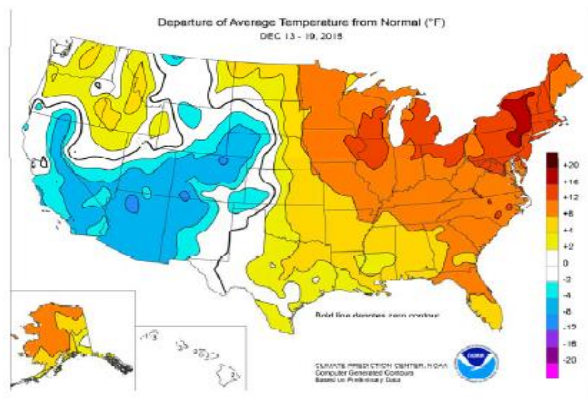 Departure of Average Temperature from Normal (°F)
DEC 13 - 19, 2015
+20
+16
+12
+8
+4
+2
0
-2
-4
-8
-12
-16
-20
Bold line denotes zero contour
CLIMATE PREDICTION CENTER, NOAA
Computer Generated Contours
Based on Preliminary Data
NOAA